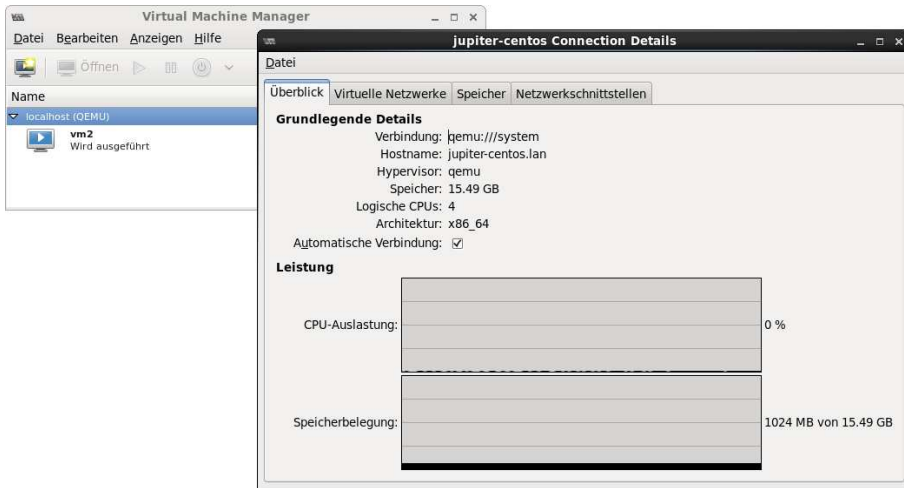 Virtual Machine Manager
Datei Bearbeiten Anzeigen Hilfe
Öffnen
Name
localhost (QEMU)
vm2
Wird ausgeführt
jupiter-centos Connection Details
Datei
Überblick Virtuelle Netzwerke Speicher Netzwerkschnittstellen
Grundlegende Details
Verbindung: qemu:///system
Hostname: jupiter-centos.lan
Hypervisor: qemu
Speicher: 15.49 GB
Logische CPUs: 4
Architektur: x86_64
Automatische Verbindung:
Leistung
CPU-Auslastung: 0 %
Speicherbelegung: 1024 MB von 15.49 GB